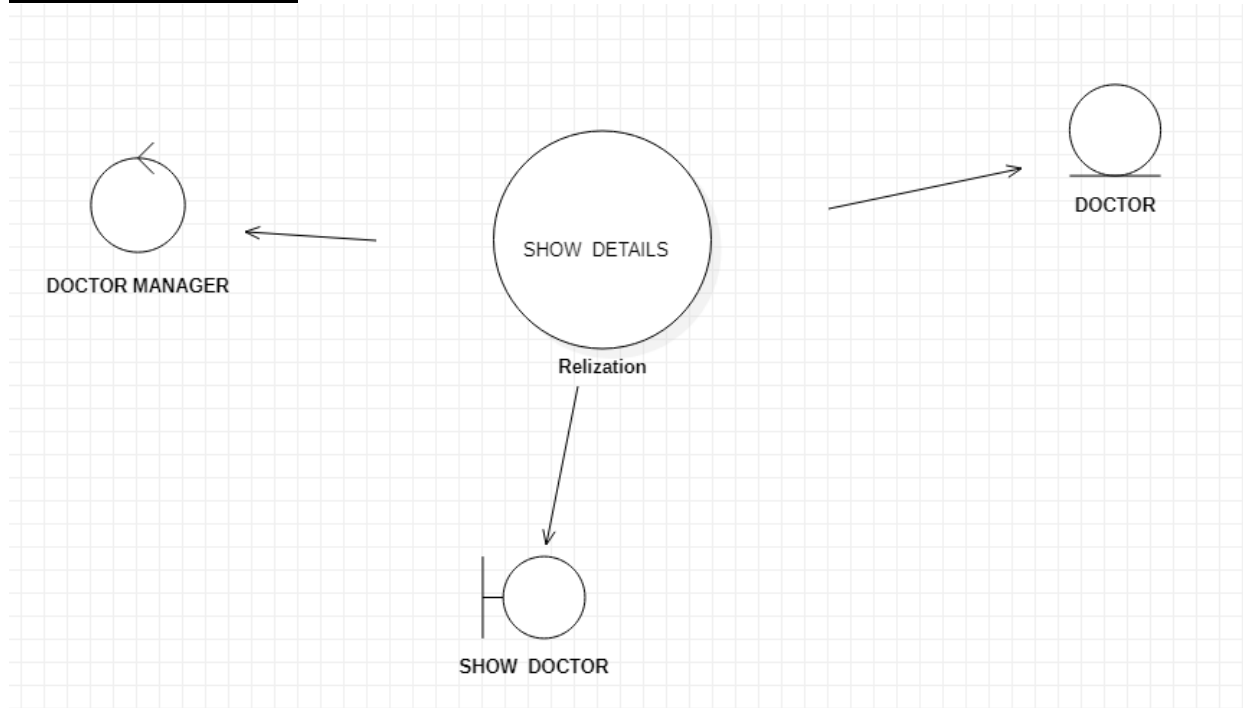 SHOW DETAILS
DOCTOR
DOCTOR MANAGER
Relization
SHOW DOCTOR